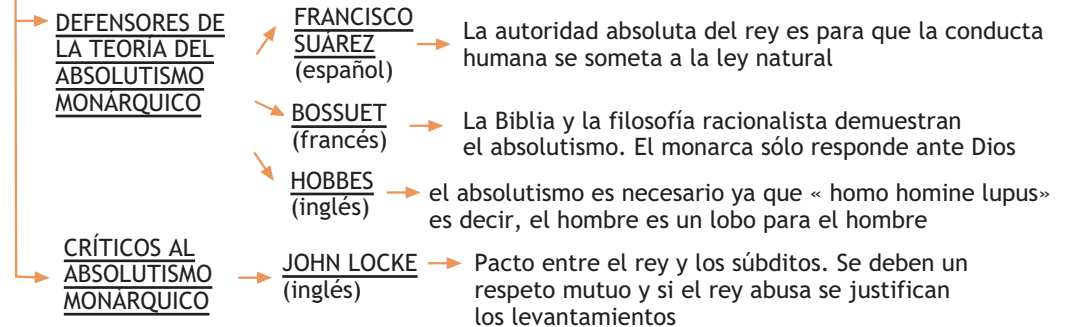 DEFENSORES DE
LA TEORÍA DEL
ABSOLUTISMO
MONÁRQUICO
FRANCISCO
SUÁREZ
(español)
La autoridad absoluta del rey es para que la conducta
humana se someta a la ley natural
BOSSUET
(francés)
La Biblia y la filosofía racionalista demuestran
el absolutismo. El monarca sólo responde ante Dios
HOBBES
(inglés)
el absolutismo es necesario ya que « homo homine lupus»
es decir, el hombre es un lobo para el hombre
CRÍTICOS AL
ABSOLUTISMO
MONÁRQUICO
JOHN LOCKE
(inglés)
Pacto entre el rey y los súbditos. Se deben un
respeto mutuo y si el rey abusa se justifican
los levantamientos